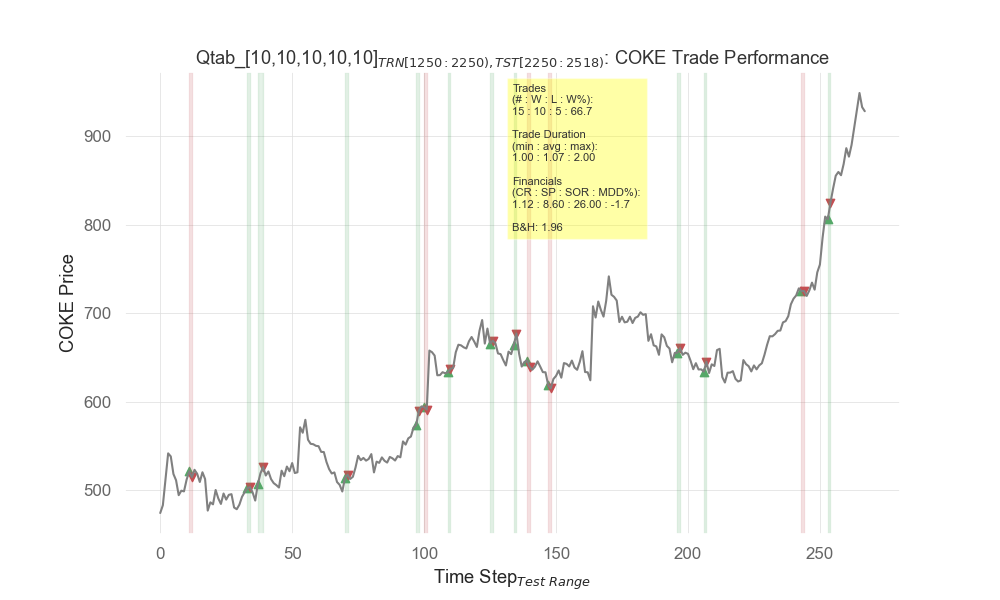 Qtab_[10,10,10,10,10]TRN[1250:2250),TST[2250:2518): COKE Trade Performance
Trades
(# : W : L : W%):
15 : 10 : 5 : 66.7
Trade Duration
(min : avg : max):
1.00 : 1.07 : 2.00
Financials
(CR : SP : SOR : MDD%):
1.12 : 8.60 : 26.00 : -1.7
B&H: 1.96
COKE Price
900
800
700
600
500
0 50 100 150 200 250
Time StepTest Range